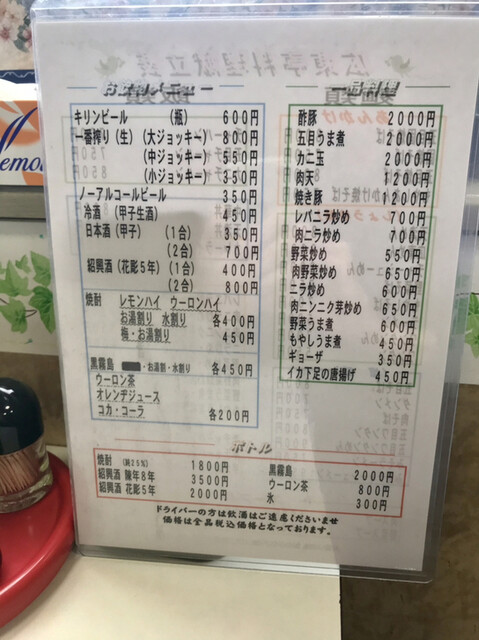 お飲物メニュー
キリンビール (瓶) 600円
一番搾り(生) (大ジョッキー) 800円
(中ジョッキー) 550円
(小ジョッキー) 350円
ノーアルコールビール 350円
冷酒 (甲子生酒) 450円
日本酒(甲子) (1合) 350円
(2合) 700円
紹興酒(花彫5年) (1合) 400円
(2合) 800円
焼酎 レモンハイ ウーロンハイ
お湯割り 水割り 各400円
梅・お湯割り 450円
黒霧島 ・お湯割・水割り 各450円
ウーロン茶
オレンヂジュース
コカ・コーラ 各200円
一品料理
酢豚 2000円
五目うま煮 2000円
カニ玉 2000円
肉天 1200円
焼き豚 1200円
レバニラ炒め 700円
肉ニラ炒め 700円
野菜炒め 550円
肉野菜炒め 650円
ニラ炒め 600円
肉ニンニク芽炒め 650円
野菜うま煮 600円
もやしうま煮 450円
ギョーザ 350円
イカ下足の唐揚げ 450円
ボトル
焼酎 (純25%) 1800円
紹興酒 陳年8年 3500円
紹興酒 花彫5年 2000円
黒霧島 2000円
ウーロン茶 800円
氷 300円
ドライバーの方は飲酒はご遠慮くださいませ
価格は全品税込価格となっております。